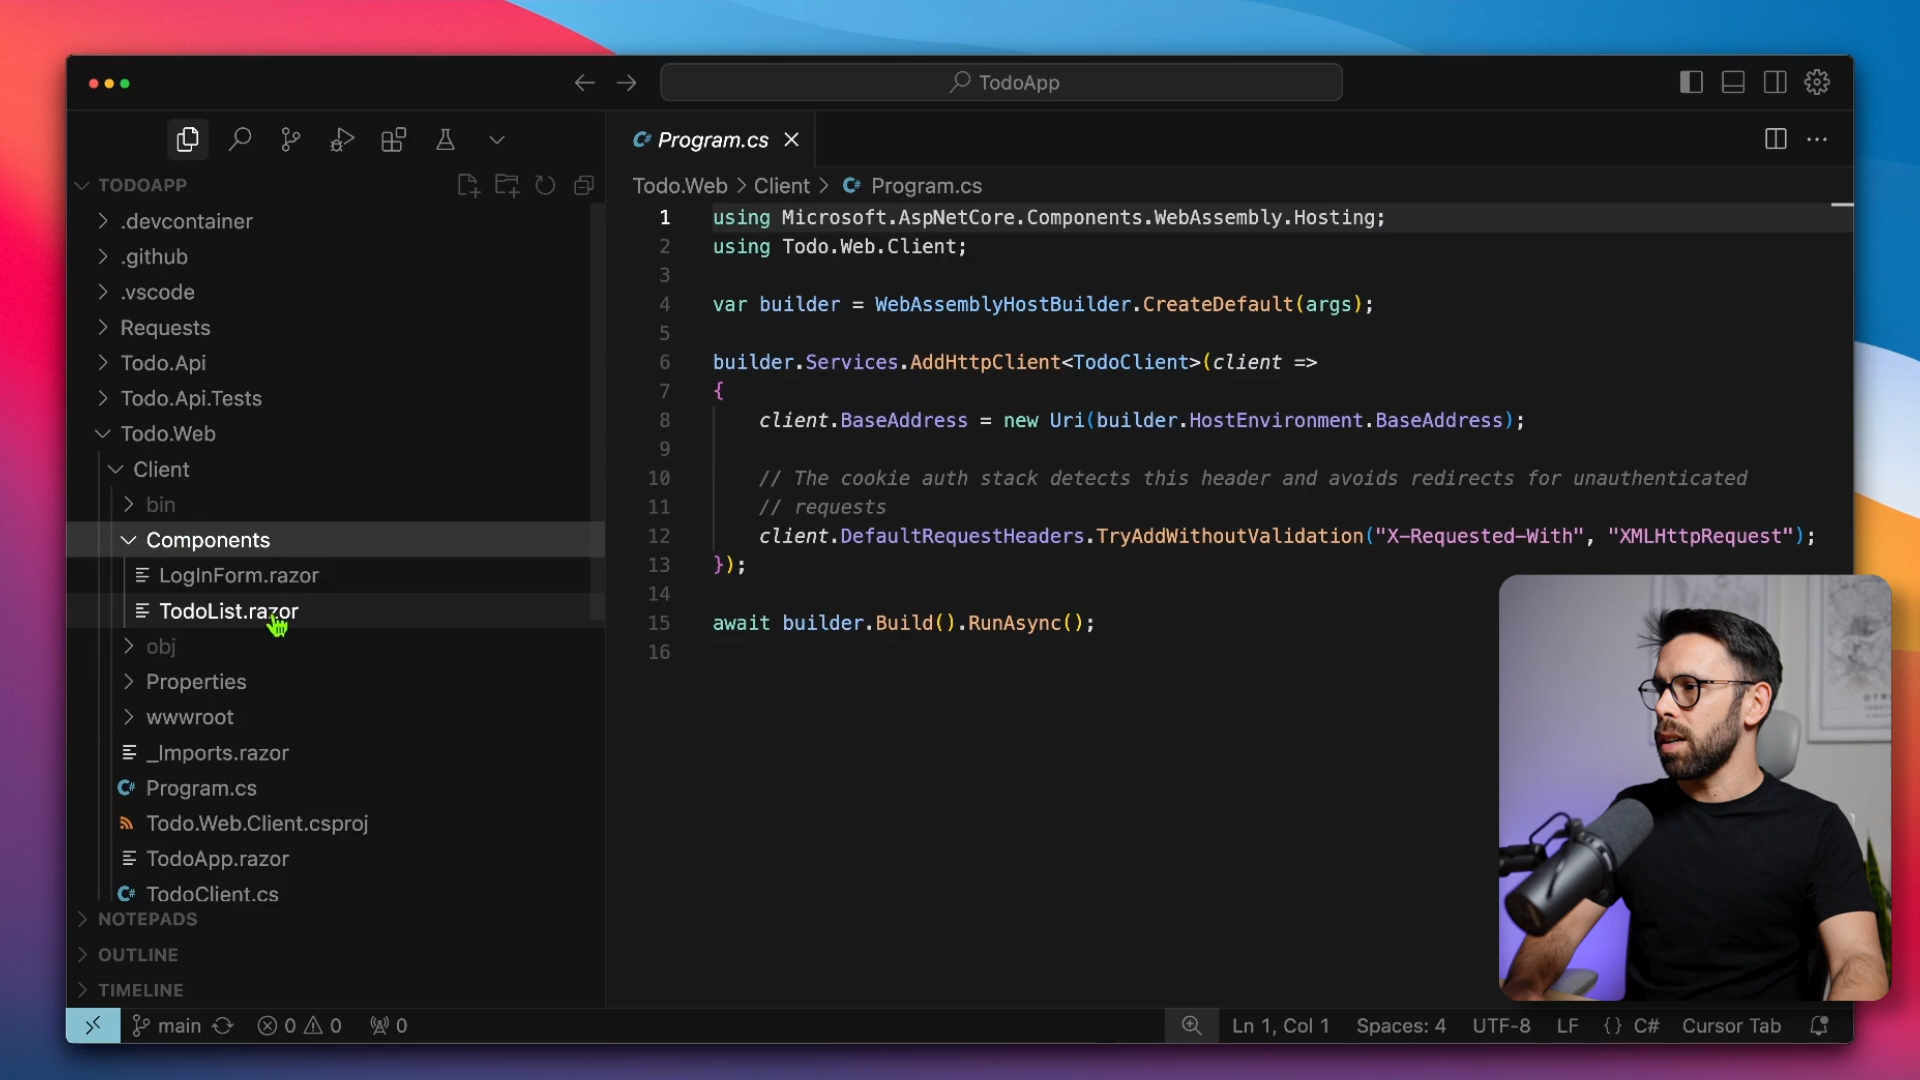 TodoApp
TODOAPP
.devcontainer
.github
.vscode
Requests
Todo.Api
Todo.Api.Tests
Todo.Web
Client
bin
Components
LogInForm.razor
TodoList.razor
obj
Properties
wwwroot
_Imports.razor
Program.cs
Todo.Web.Client.csproj
TodoApp.razor
TodoClient.cs
NOTEPADS
OUTLINE
TIMELINE
C# Program.cs
Todo.Web > Client > C# Program.cs
1 using Microsoft.AspNetCore.Components.WebAssembly.Hosting;
2 using Todo.Web.Client;
3
4 var builder = WebAssemblyHostBuilder.CreateDefault(args);
5
6 builder.Services.AddHttpClient<TodoClient>(client =>
7 {
8 client.BaseAddress = new Uri(builder.HostEnvironment.BaseAddress);
9
10 // The cookie auth stack detects this header and avoids redirects for unauthenticated
11 // requests
12 client.DefaultRequestHeaders.TryAddWithoutValidation("X-Requested-With", "XMLHttpRequest");
13 });
14
15 await builder.Build().RunAsync();
16
main 0 0 0 Ln 1, Col 1 Spaces: 4 UTF-8 LF {} C# Cursor Tab